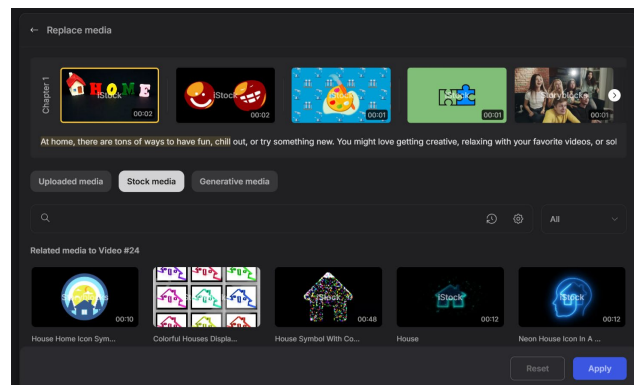 ← Replace media
Chapter 1
HOME
iStock
00:02
iStock
00:02
00:01
00:01
Storyblocks
00:01
At home, there are tons of ways to have fun, chill out, or try something new. You might love getting creative, relaxing with your favorite videos, or sol
Uploaded media
Stock media
Generative media
All
Related media to Video #24
00:10
iStock
00:48
iStock
00:12
iStock
00:12
House Home Icon Sym...
Colorful Houses Displa...
House Symbol With Co...
House
Neon House Icon In A ...
Reset
Apply